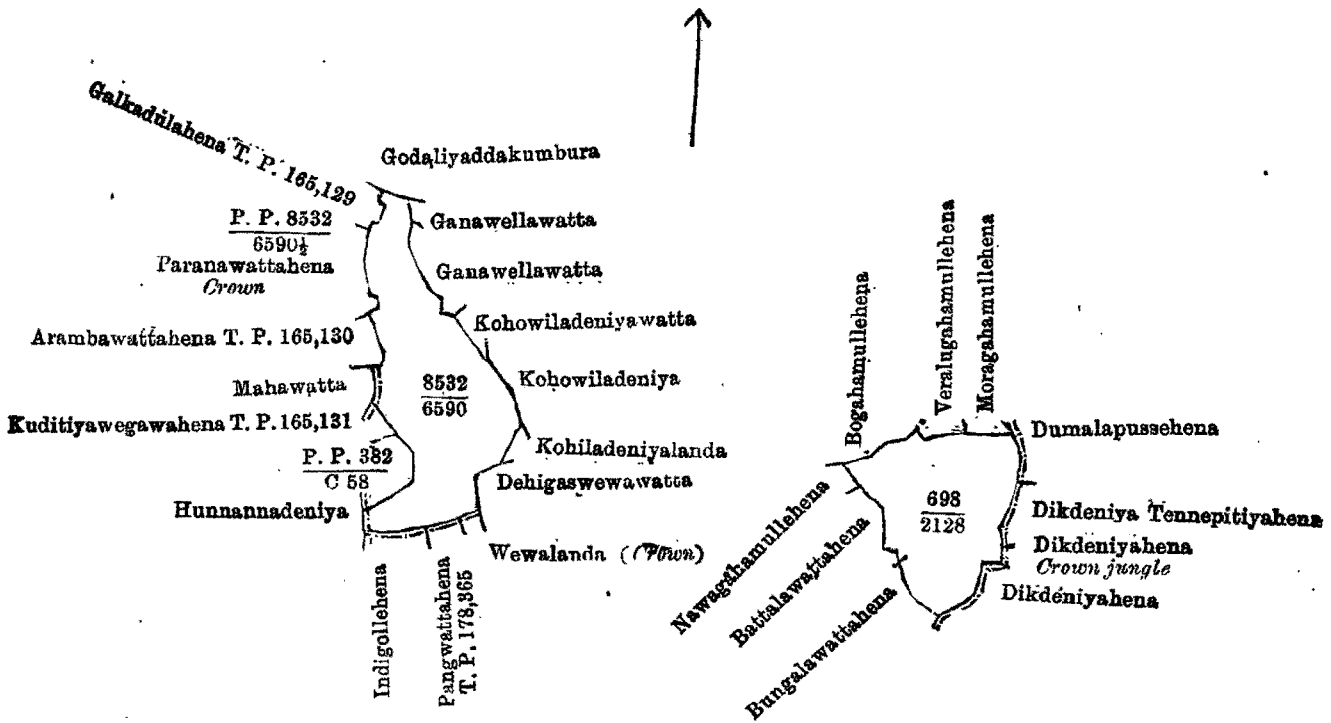 Galkadulahena T. P. 165,129
Godaliyaddakumbura
P. P. 8532
6590½
Paranawattahena
Crown
Ganawellawatta
Ganawellawatta
Arambawattahena T. P. 165,130
Kohowiladeniyawatta
Mahawatta
8532
6590
Kohowiladeniya
Kuditiyawegawahena T. P. 165,131
P. P. 382
C 58
Kohiladeniyalanda
Dehigaswewawatta
Hunnannadeniya
Wewalanda (Crown)
Indigollehena
Pangwattahena
T. P. 178,365
Bogahamullehena
Veralugahamullehena
Moragahamullehena
Dumalapussehena
698
2128
Dikdeniya Tennepitiyahena
Dikdeniyahena
Crown jungle
Dikdeniyahena
Nawagahamullehena
Battalawattahena
Bungalawattahena